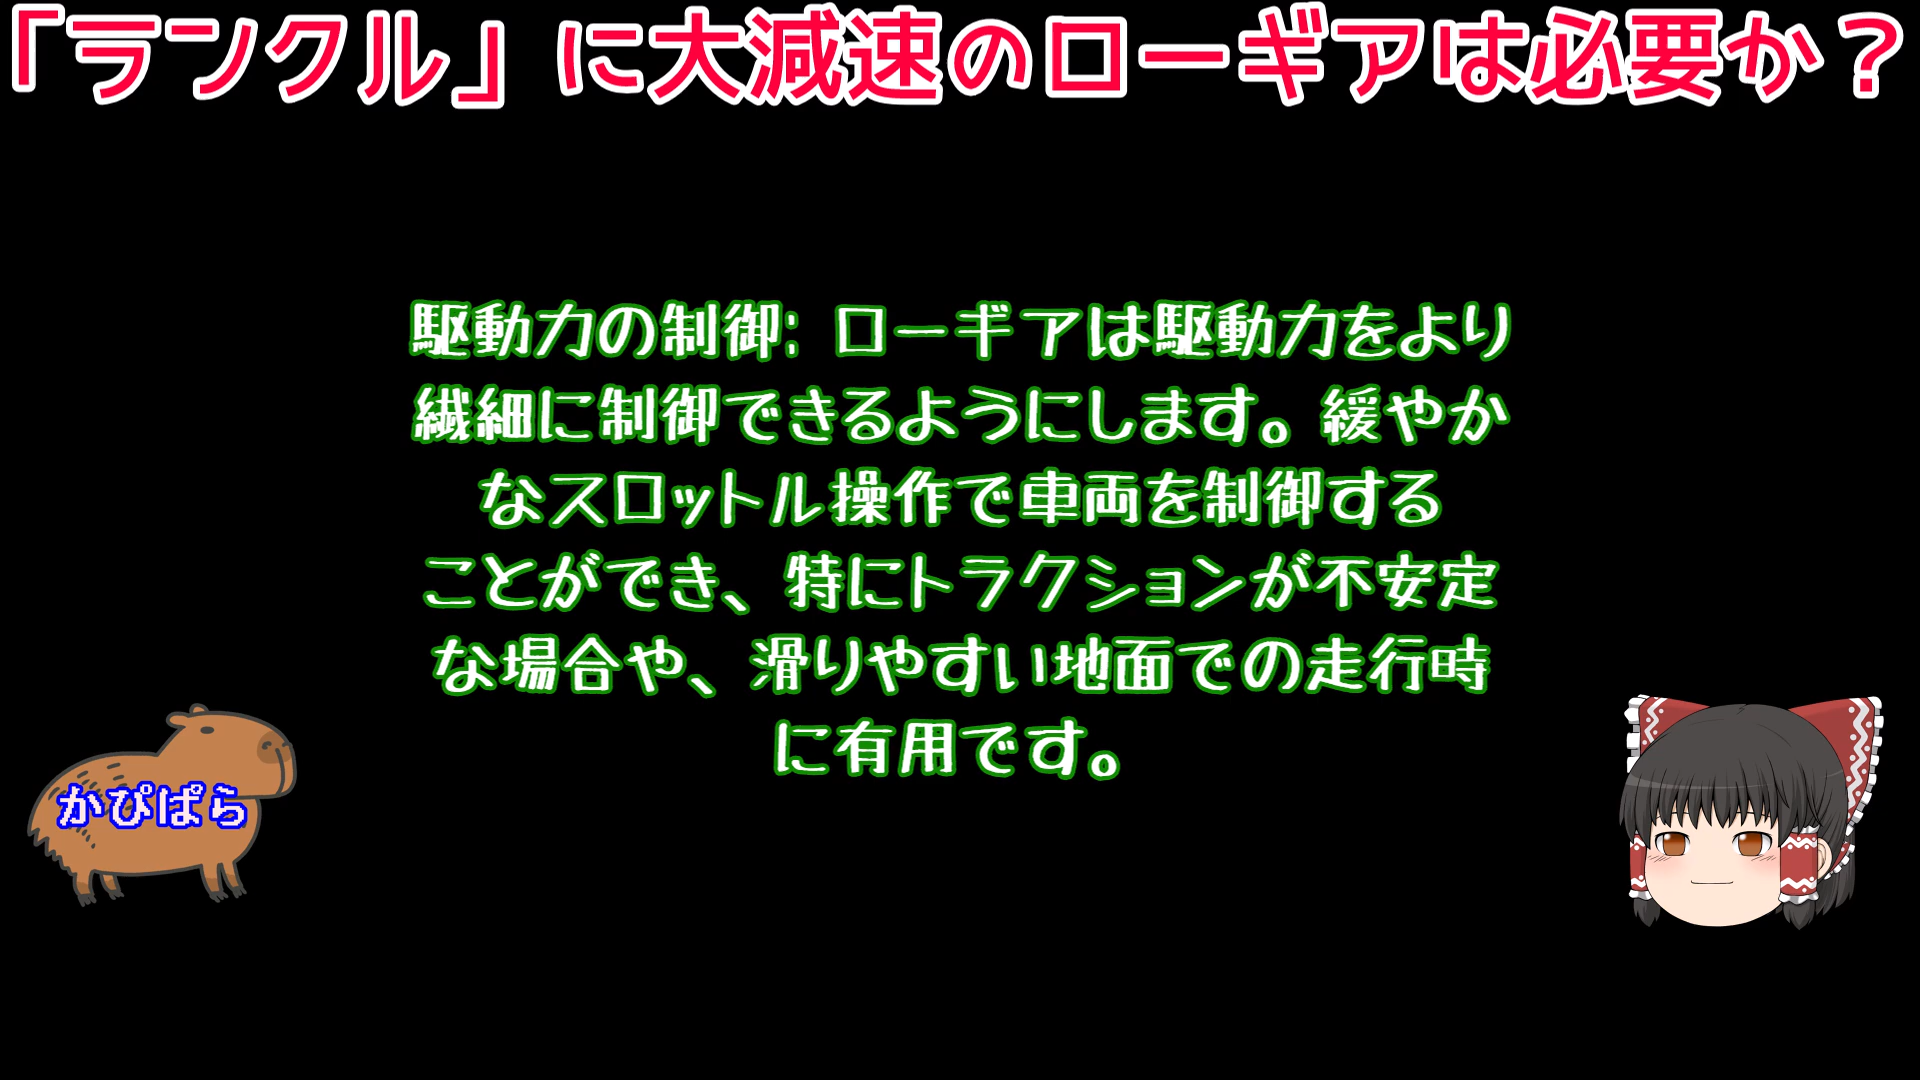 「ランクル」に大減速のローギアは必要か？
駆動力の制御: ローギアは駆動力をより
繊細に制御できるようにします。緩やか
なスロットル操作で車両を制御する
ことができ、特にトラクションが不安定
な場合や、滑りやすい地面での走行時
に有用です。
かぴぱら